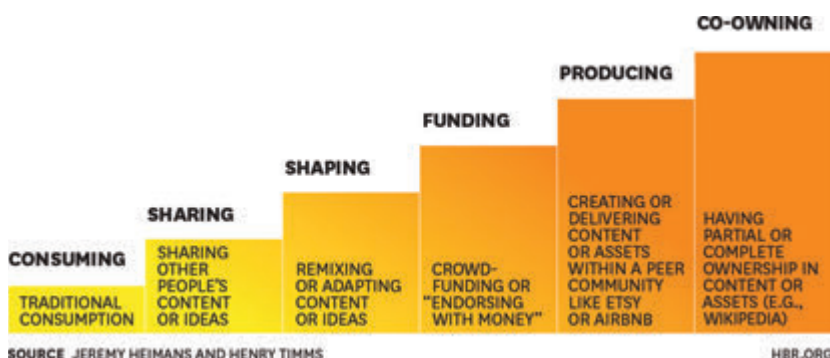 CONSUMING
TRADITIONAL
CONSUMPTION
SHARING
SHARING
OTHER
PEOPLE'S
CONTENT
OR IDEAS
SHAPING
REMIXING
OR ADAPTING
CONTENT
OR IDEAS
FUNDING
CROWD-
FUNDING OR
"ENDORSING
WITH MONEY"
PRODUCING
CREATING OR
DELIVERING
CONTENT
OR ASSETS
WITHIN A PEER
COMMUNITY
LIKE ETSY
OR AIRBNB
CO-OWNING
HAVING
PARTIAL OR
COMPLETE
OWNERSHIP IN
CONTENT OR
ASSETS (E.G.,
WIKIPEDIA)
SOURCE JEREMY HEIMANS AND HENRY TIMMS
HBR.ORG